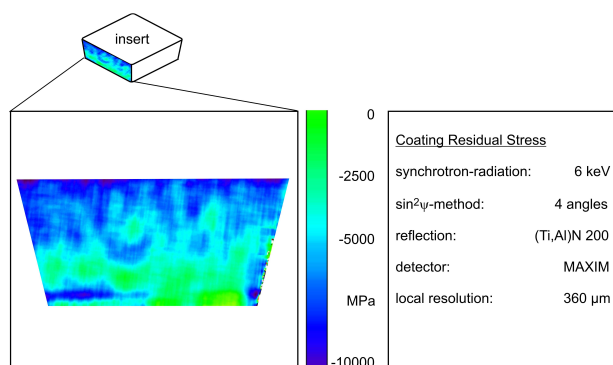 insert
0
-2500
-5000
MPa
-10000
Coating Residual Stress
synchrotron-radiation: 6 keV
sin²ψ-method: 4 angles
reflection: (Ti,Al)N 200
detector: MAXIM
local resolution: 360 µm